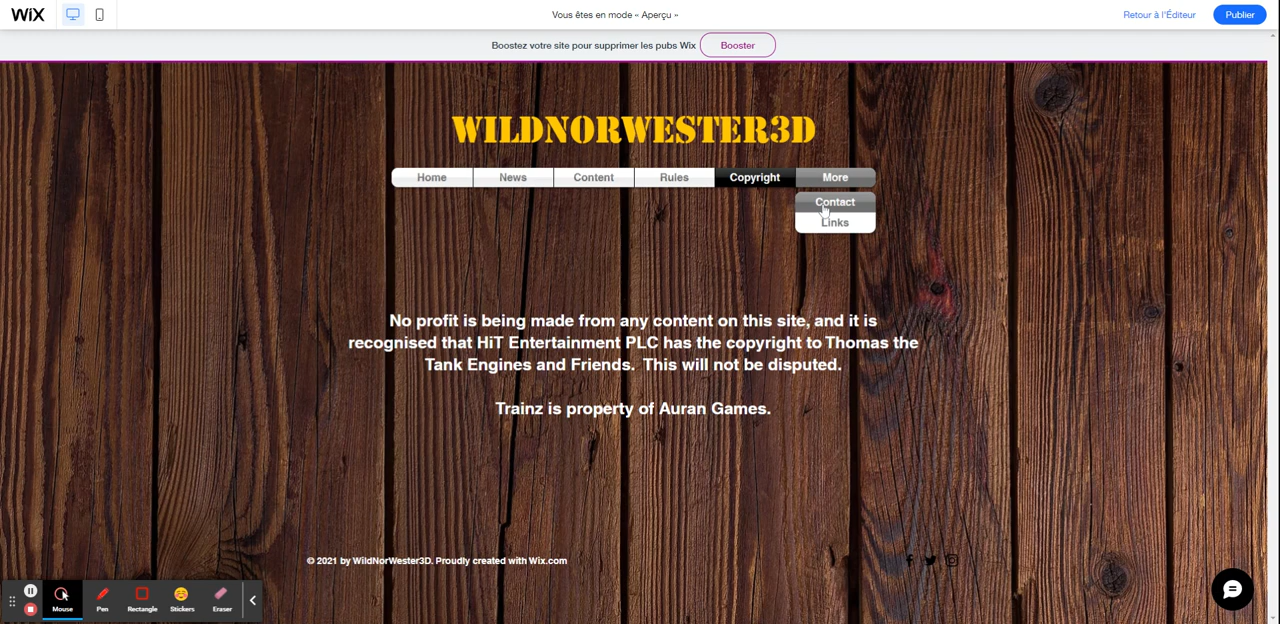 WiX
Vous êtes en mode « Aperçu »
Retour à l'Éditeur
Publier
Boostez votre site pour supprimer les pubs Wix
Booster
WILDNORWESTER3D
Home
News
Content
Rules
Copyright
More
Contact
Links
No profit is being made from any content on this site, and it is
recognised that HiT Entertainment PLC has the copyright to Thomas the
Tank Engines and Friends. This will not be disputed.
Trainz is property of Auran Games.
© 2021 by WildNorWester3D. Proudly created with Wix.com
Mouse
Pen
Rectangle
Stickers
Eraser